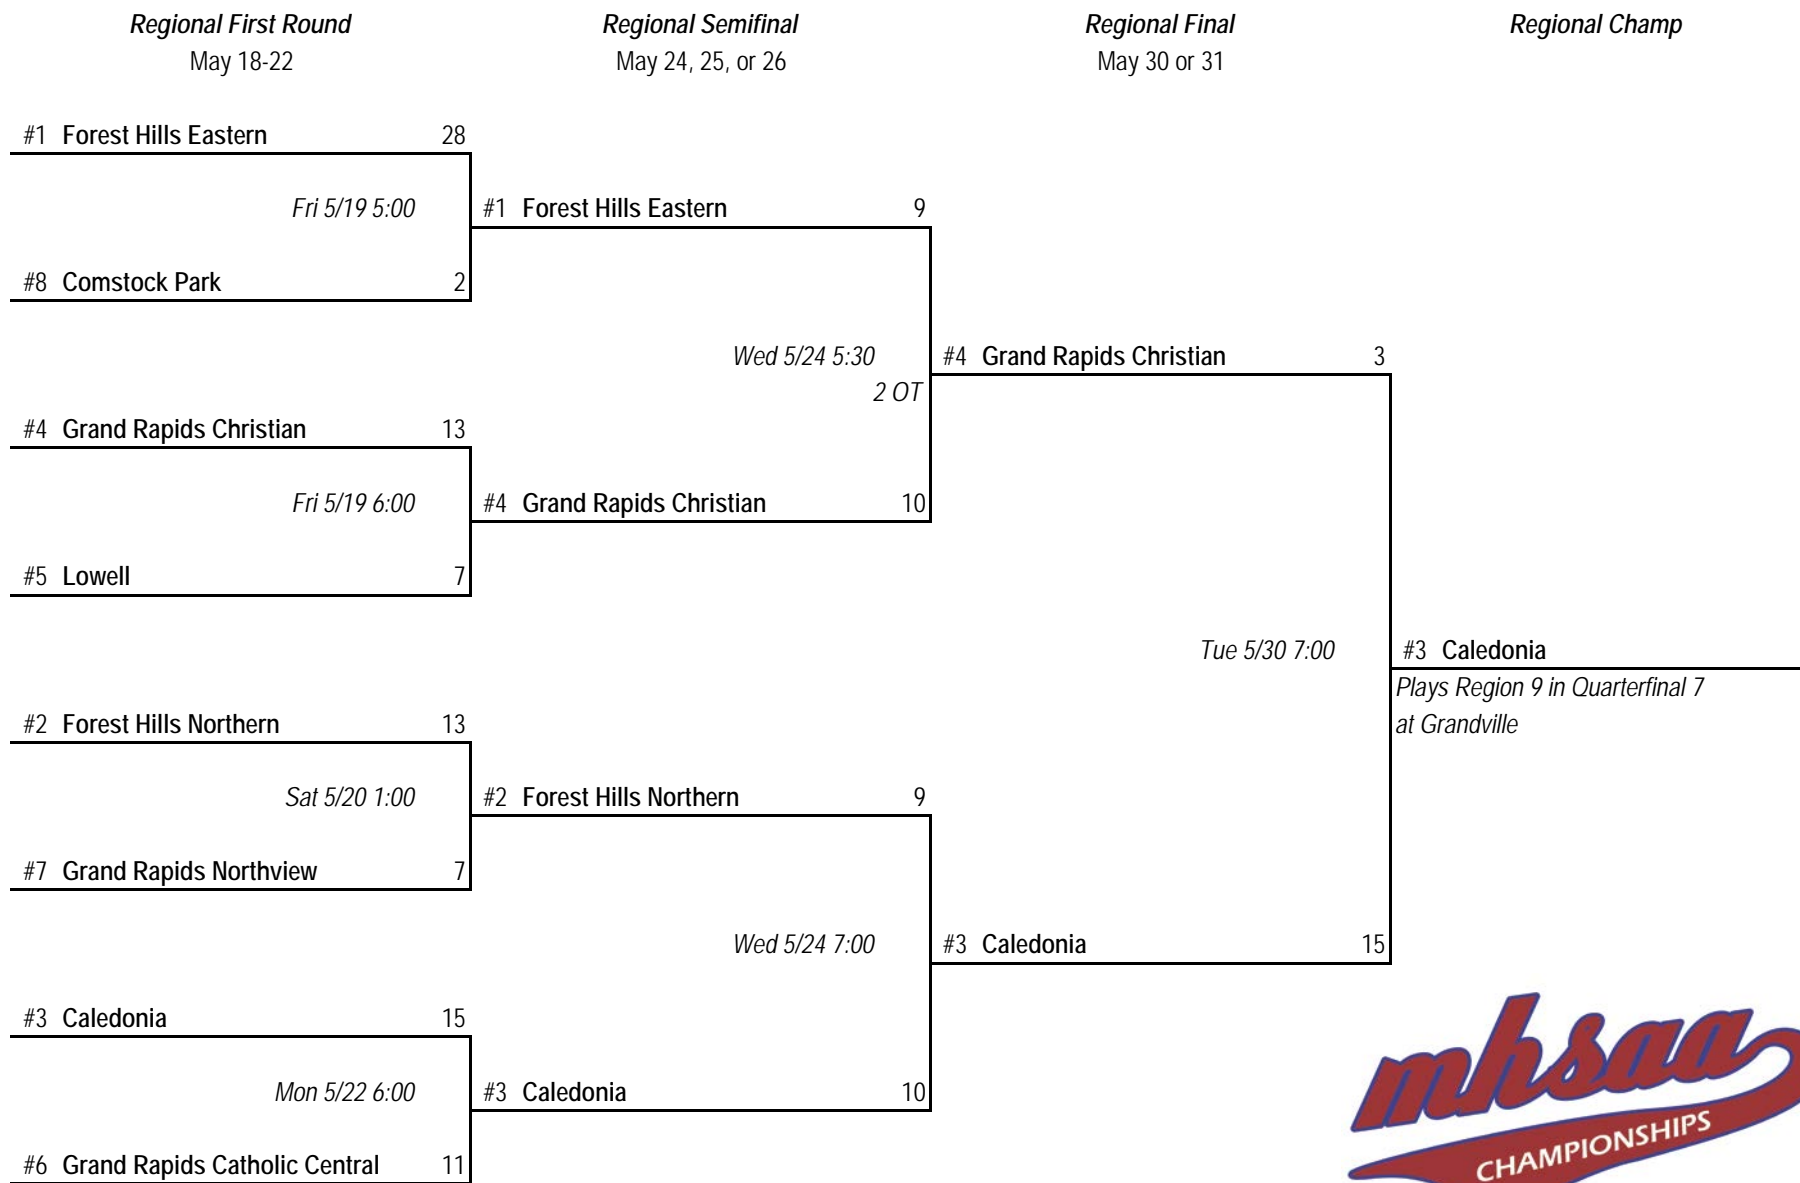 Regional First Round Regional Semifinal Regional Final Regional Champ
May 18-22 May 24, 25, or 26 May 30 or 31
#1 Forest Hills Eastern 28
Fri 5/19 5:00 #1 Forest Hills Eastern 9
#8 Comstock Park 2
Wed 5/24 5:30 #4 Grand Rapids Christian 3
2 OT
#4 Grand Rapids Christian 13
Fri 5/19 6:00 #4 Grand Rapids Christian 10
#5 Lowell 7
Tue 5/30 7:00 #3 Caledonia
Plays Region 9 in Quarterfinal 7
#2 Forest Hills Northern 13 at Grandville
Sat 5/20 1:00 #2 Forest Hills Northern 9
#7 Grand Rapids Northview 7
Wed 5/24 7:00 #3 Caledonia 15
#3 Caledonia 15
mhsaa
Mon 5/22 6:00 #3 Caledonia 10
CHAMPIONSHIPS
#6 Grand Rapids Catholic Central 11